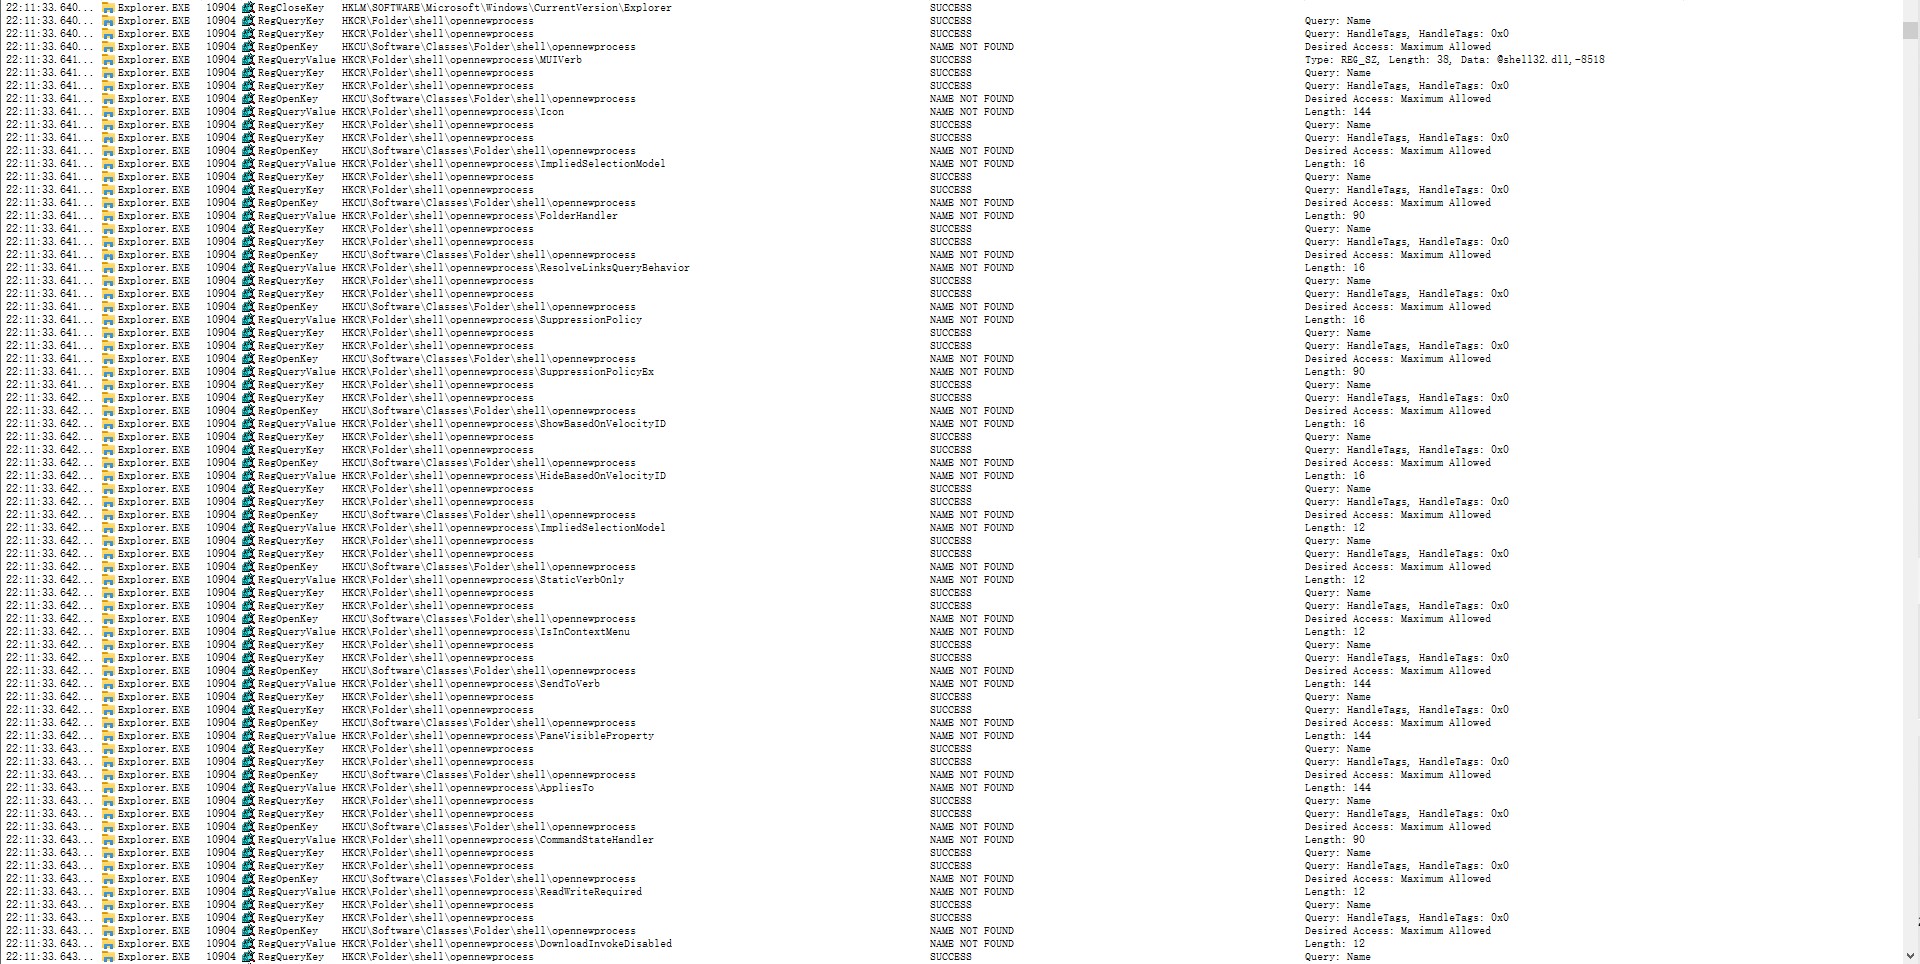 22:11:33.640... Explorer.EXE 10904 RegCloseKey HKLM\SOFTWARE\Microsoft\Windows\CurrentVersion\Explorer SUCCESS
22:11:33.640... Explorer.EXE 10904 RegQueryKey HKCR\Folder\shell\opennewprocess SUCCESS Query: Name
22:11:33.640... Explorer.EXE 10904 RegQueryKey HKCR\Folder\shell\opennewprocess SUCCESS Query: HandleTags, HandleTags: 0x0
22:11:33.640... Explorer.EXE 10904 RegOpenKey HKCU\Software\Classes\Folder\shell\opennewprocess NAME NOT FOUND Desired Access: Maximum Allowed
22:11:33.641... Explorer.EXE 10904 RegQueryValue HKCR\Folder\shell\opennewprocess\MUIVerb SUCCESS Type: REG_SZ, Length: 38, Data: @shell32.dll,-8518
22:11:33.641... Explorer.EXE 10904 RegQueryKey HKCR\Folder\shell\opennewprocess SUCCESS Query: Name
22:11:33.641... Explorer.EXE 10904 RegQueryKey HKCR\Folder\shell\opennewprocess SUCCESS Query: HandleTags, HandleTags: 0x0
22:11:33.641... Explorer.EXE 10904 RegOpenKey HKCU\Software\Classes\Folder\shell\opennewprocess NAME NOT FOUND Desired Access: Maximum Allowed
22:11:33.641... Explorer.EXE 10904 RegQueryValue HKCR\Folder\shell\opennewprocess\Icon NAME NOT FOUND Length: 144
22:11:33.641... Explorer.EXE 10904 RegQueryKey HKCR\Folder\shell\opennewprocess SUCCESS Query: Name
22:11:33.641... Explorer.EXE 10904 RegQueryKey HKCR\Folder\shell\opennewprocess SUCCESS Query: HandleTags, HandleTags: 0x0
22:11:33.641... Explorer.EXE 10904 RegOpenKey HKCU\Software\Classes\Folder\shell\opennewprocess NAME NOT FOUND Desired Access: Maximum Allowed
22:11:33.641... Explorer.EXE 10904 RegQueryValue HKCR\Folder\shell\opennewprocess\ImpliedSelectionModel NAME NOT FOUND Length: 16
22:11:33.641... Explorer.EXE 10904 RegQueryKey HKCR\Folder\shell\opennewprocess SUCCESS Query: Name
22:11:33.641... Explorer.EXE 10904 RegQueryKey HKCR\Folder\shell\opennewprocess SUCCESS Query: HandleTags, HandleTags: 0x0
22:11:33.641... Explorer.EXE 10904 RegOpenKey HKCU\Software\Classes\Folder\shell\opennewprocess NAME NOT FOUND Desired Access: Maximum Allowed
22:11:33.641... Explorer.EXE 10904 RegQueryValue HKCR\Folder\shell\opennewprocess\FolderHandler NAME NOT FOUND Length: 90
22:11:33.641... Explorer.EXE 10904 RegQueryKey HKCR\Folder\shell\opennewprocess SUCCESS Query: Name
22:11:33.641... Explorer.EXE 10904 RegQueryKey HKCR\Folder\shell\opennewprocess SUCCESS Query: HandleTags, HandleTags: 0x0
22:11:33.641... Explorer.EXE 10904 RegOpenKey HKCU\Software\Classes\Folder\shell\opennewprocess NAME NOT FOUND Desired Access: Maximum Allowed
22:11:33.641... Explorer.EXE 10904 RegQueryValue HKCR\Folder\shell\opennewprocess\ResolveLinksQueryBehavior NAME NOT FOUND Length: 16
22:11:33.641... Explorer.EXE 10904 RegQueryKey HKCR\Folder\shell\opennewprocess SUCCESS Query: Name
22:11:33.641... Explorer.EXE 10904 RegQueryKey HKCR\Folder\shell\opennewprocess SUCCESS Query: HandleTags, HandleTags: 0x0
22:11:33.641... Explorer.EXE 10904 RegOpenKey HKCU\Software\Classes\Folder\shell\opennewprocess NAME NOT FOUND Desired Access: Maximum Allowed
22:11:33.641... Explorer.EXE 10904 RegQueryValue HKCR\Folder\shell\opennewprocess\SuppressionPolicy NAME NOT FOUND Length: 16
22:11:33.641... Explorer.EXE 10904 RegQueryKey HKCR\Folder\shell\opennewprocess SUCCESS Query: Name
22:11:33.641... Explorer.EXE 10904 RegQueryKey HKCR\Folder\shell\opennewprocess SUCCESS Query: HandleTags, HandleTags: 0x0
22:11:33.641... Explorer.EXE 10904 RegOpenKey HKCU\Software\Classes\Folder\shell\opennewprocess NAME NOT FOUND Desired Access: Maximum Allowed
22:11:33.641... Explorer.EXE 10904 RegQueryValue HKCR\Folder\shell\opennewprocess\SuppressionPolicyEx NAME NOT FOUND Length: 90
22:11:33.641... Explorer.EXE 10904 RegQueryKey HKCR\Folder\shell\opennewprocess SUCCESS Query: Name
22:11:33.642... Explorer.EXE 10904 RegQueryKey HKCR\Folder\shell\opennewprocess SUCCESS Query: HandleTags, HandleTags: 0x0
22:11:33.642... Explorer.EXE 10904 RegOpenKey HKCU\Software\Classes\Folder\shell\opennewprocess NAME NOT FOUND Desired Access: Maximum Allowed
22:11:33.642... Explorer.EXE 10904 RegQueryValue HKCR\Folder\shell\opennewprocess\ShowBasedOnVelocityID NAME NOT FOUND Length: 16
22:11:33.642... Explorer.EXE 10904 RegQueryKey HKCR\Folder\shell\opennewprocess SUCCESS Query: Name
22:11:33.642... Explorer.EXE 10904 RegQueryKey HKCR\Folder\shell\opennewprocess SUCCESS Query: HandleTags, HandleTags: 0x0
22:11:33.642... Explorer.EXE 10904 RegOpenKey HKCU\Software\Classes\Folder\shell\opennewprocess NAME NOT FOUND Desired Access: Maximum Allowed
22:11:33.642... Explorer.EXE 10904 RegQueryValue HKCR\Folder\shell\opennewprocess\HideBasedOnVelocityID NAME NOT FOUND Length: 16
22:11:33.642... Explorer.EXE 10904 RegQueryKey HKCR\Folder\shell\opennewprocess SUCCESS Query: Name
22:11:33.642... Explorer.EXE 10904 RegQueryKey HKCR\Folder\shell\opennewprocess SUCCESS Query: HandleTags, HandleTags: 0x0
22:11:33.642... Explorer.EXE 10904 RegOpenKey HKCU\Software\Classes\Folder\shell\opennewprocess NAME NOT FOUND Desired Access: Maximum Allowed
22:11:33.642... Explorer.EXE 10904 RegQueryValue HKCR\Folder\shell\opennewprocess\ImpliedSelectionModel NAME NOT FOUND Length: 12
22:11:33.642... Explorer.EXE 10904 RegQueryKey HKCR\Folder\shell\opennewprocess SUCCESS Query: Name
22:11:33.642... Explorer.EXE 10904 RegQueryKey HKCR\Folder\shell\opennewprocess SUCCESS Query: HandleTags, HandleTags: 0x0
22:11:33.642... Explorer.EXE 10904 RegOpenKey HKCU\Software\Classes\Folder\shell\opennewprocess NAME NOT FOUND Desired Access: Maximum Allowed
22:11:33.642... Explorer.EXE 10904 RegQueryValue HKCR\Folder\shell\opennewprocess\StaticVerbOnly NAME NOT FOUND Length: 12
22:11:33.642... Explorer.EXE 10904 RegQueryKey HKCR\Folder\shell\opennewprocess SUCCESS Query: Name
22:11:33.642... Explorer.EXE 10904 RegQueryKey HKCR\Folder\shell\opennewprocess SUCCESS Query: HandleTags, HandleTags: 0x0
22:11:33.642... Explorer.EXE 10904 RegOpenKey HKCU\Software\Classes\Folder\shell\opennewprocess NAME NOT FOUND Desired Access: Maximum Allowed
22:11:33.642... Explorer.EXE 10904 RegQueryValue HKCR\Folder\shell\opennewprocess\IsInContextMenu NAME NOT FOUND Length: 12
22:11:33.642... Explorer.EXE 10904 RegQueryKey HKCR\Folder\shell\opennewprocess SUCCESS Query: Name
22:11:33.642... Explorer.EXE 10904 RegQueryKey HKCR\Folder\shell\opennewprocess SUCCESS Query: HandleTags, HandleTags: 0x0
22:11:33.642... Explorer.EXE 10904 RegOpenKey HKCU\Software\Classes\Folder\shell\opennewprocess NAME NOT FOUND Desired Access: Maximum Allowed
22:11:33.642... Explorer.EXE 10904 RegQueryValue HKCR\Folder\shell\opennewprocess\SendToVerb NAME NOT FOUND Length: 144
22:11:33.642... Explorer.EXE 10904 RegQueryKey HKCR\Folder\shell\opennewprocess SUCCESS Query: Name
22:11:33.642... Explorer.EXE 10904 RegQueryKey HKCR\Folder\shell\opennewprocess SUCCESS Query: HandleTags, HandleTags: 0x0
22:11:33.642... Explorer.EXE 10904 RegOpenKey HKCU\Software\Classes\Folder\shell\opennewprocess NAME NOT FOUND Desired Access: Maximum Allowed
22:11:33.642... Explorer.EXE 10904 RegQueryValue HKCR\Folder\shell\opennewprocess\PaneVisibleProperty NAME NOT FOUND Length: 144
22:11:33.643... Explorer.EXE 10904 RegQueryKey HKCR\Folder\shell\opennewprocess SUCCESS Query: Name
22:11:33.643... Explorer.EXE 10904 RegQueryKey HKCR\Folder\shell\opennewprocess SUCCESS Query: HandleTags, HandleTags: 0x0
22:11:33.643... Explorer.EXE 10904 RegOpenKey HKCU\Software\Classes\Folder\shell\opennewprocess NAME NOT FOUND Desired Access: Maximum Allowed
22:11:33.643... Explorer.EXE 10904 RegQueryValue HKCR\Folder\shell\opennewprocess\AppliesTo NAME NOT FOUND Length: 144
22:11:33.643... Explorer.EXE 10904 RegQueryKey HKCR\Folder\shell\opennewprocess SUCCESS Query: Name
22:11:33.643... Explorer.EXE 10904 RegQueryKey HKCR\Folder\shell\opennewprocess SUCCESS Query: HandleTags, HandleTags: 0x0
22:11:33.643... Explorer.EXE 10904 RegOpenKey HKCU\Software\Classes\Folder\shell\opennewprocess NAME NOT FOUND Desired Access: Maximum Allowed
22:11:33.643... Explorer.EXE 10904 RegQueryValue HKCR\Folder\shell\opennewprocess\CommandStateHandler NAME NOT FOUND Length: 90
22:11:33.643... Explorer.EXE 10904 RegQueryKey HKCR\Folder\shell\opennewprocess SUCCESS Query: Name
22:11:33.643... Explorer.EXE 10904 RegQueryKey HKCR\Folder\shell\opennewprocess SUCCESS Query: HandleTags, HandleTags: 0x0
22:11:33.643... Explorer.EXE 10904 RegOpenKey HKCU\Software\Classes\Folder\shell\opennewprocess NAME NOT FOUND Desired Access: Maximum Allowed
22:11:33.643... Explorer.EXE 10904 RegQueryValue HKCR\Folder\shell\opennewprocess\ReadWriteRequired NAME NOT FOUND Length: 12
22:11:33.643... Explorer.EXE 10904 RegQueryKey HKCR\Folder\shell\opennewprocess SUCCESS Query: Name
22:11:33.643... Explorer.EXE 10904 RegQueryKey HKCR\Folder\shell\opennewprocess SUCCESS Query: HandleTags, HandleTags: 0x0
22:11:33.643... Explorer.EXE 10904 RegOpenKey HKCU\Software\Classes\Folder\shell\opennewprocess NAME NOT FOUND Desired Access: Maximum Allowed
22:11:33.643... Explorer.EXE 10904 RegQueryValue HKCR\Folder\shell\opennewprocess\DownloadInvokeDisabled NAME NOT FOUND Length: 12
22:11:33.643... Explorer.EXE 10904 RegQueryKey HKCR\Folder\shell\opennewprocess SUCCESS Query: Name